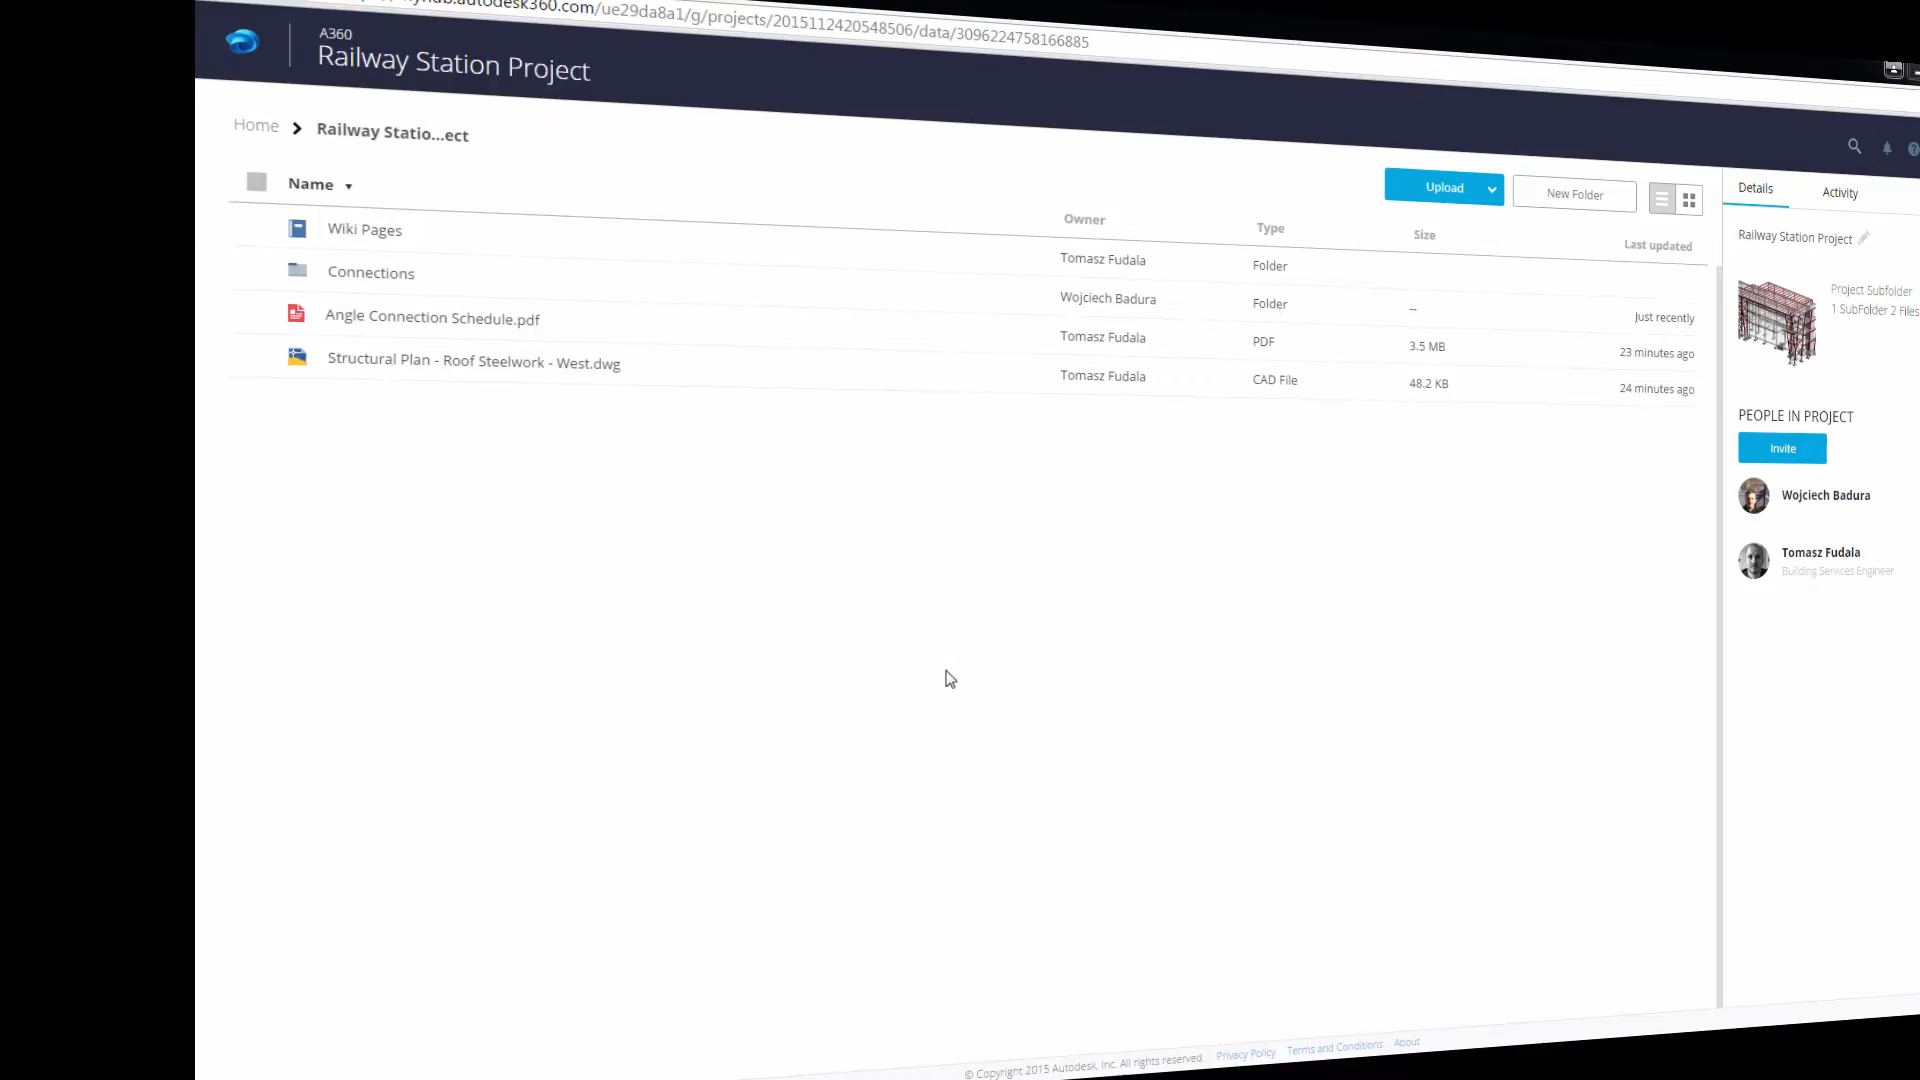 autodesk360.com/ue29da8a1/g/projects/2015112420548506/data/3096224758166885
A360
Railway Station Project
Home
Railway Statio...ect
Upload
New Folder
Details
Activity
Name
Owner
Type
Size
Last updated
Railway Station Project
Wiki Pages
Tomasz Fudala
Folder
Connections
Wojciech Badura
Folder
--
Just recently
Angle Connection Schedule.pdf
Tomasz Fudala
PDF
3.5 MB
23 minutes ago
Structural Plan - Roof Steelwork - West.dwg
Tomasz Fudala
CAD File
48.2 KB
24 minutes ago
Project Subfolder
1 SubFolder 2 Files
PEOPLE IN PROJECT
Invite
Wojciech Badura
Tomasz Fudala
Building Services Engineer
© Copyright 2015 Autodesk, Inc. All rights reserved. Privacy Policy Terms and Conditions About